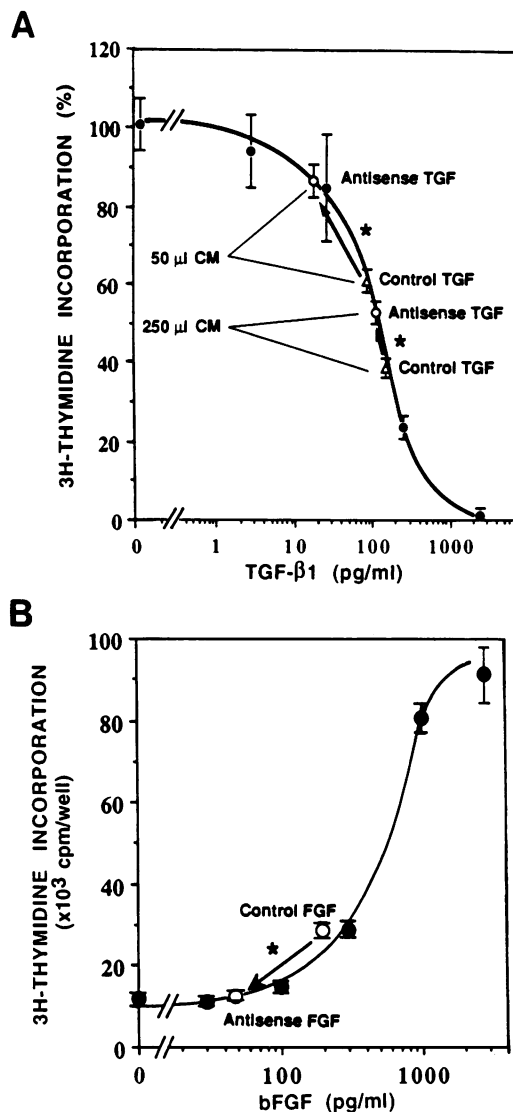 A
3H-THYMIDINE INCORPORATION (%)
120
100
80
60
40
20
0
Antisense TGF
*
50 µl CM
Control TGF
Antisense TGF
250 µl CM
*
Control TGF
0
1
10
100
1000
TGF-β1 (pg/ml)
B
3H-THYMIDINE INCORPORATION
(x10³ cpm/well)
100
80
60
40
20
0
Control FGF
*
Antisense FGF
0
100
1000
bFGF (pg/ml)